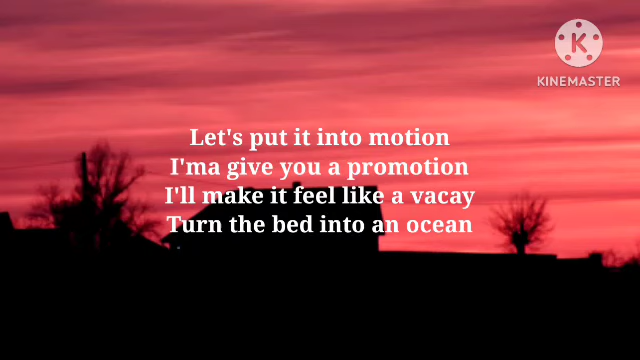 KINEMASTER
Let's put it into motion
I'ma give you a promotion
I'll make it feel like a vacay
Turn the bed into an ocean